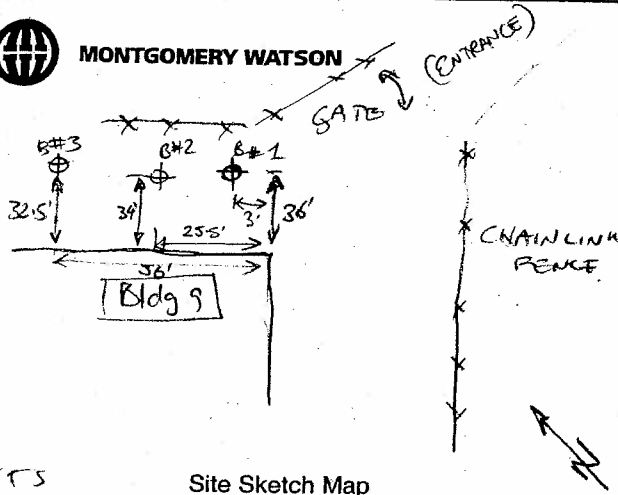 MONTGOMERY WATSON
(ENTRANCE)
GATE
B#3
B#2
B#1
32.5'
34'
25.5'
3'
36'
56'
Bldg 9
CHAINLINK
FENCE
N
TS
Site Sketch Map